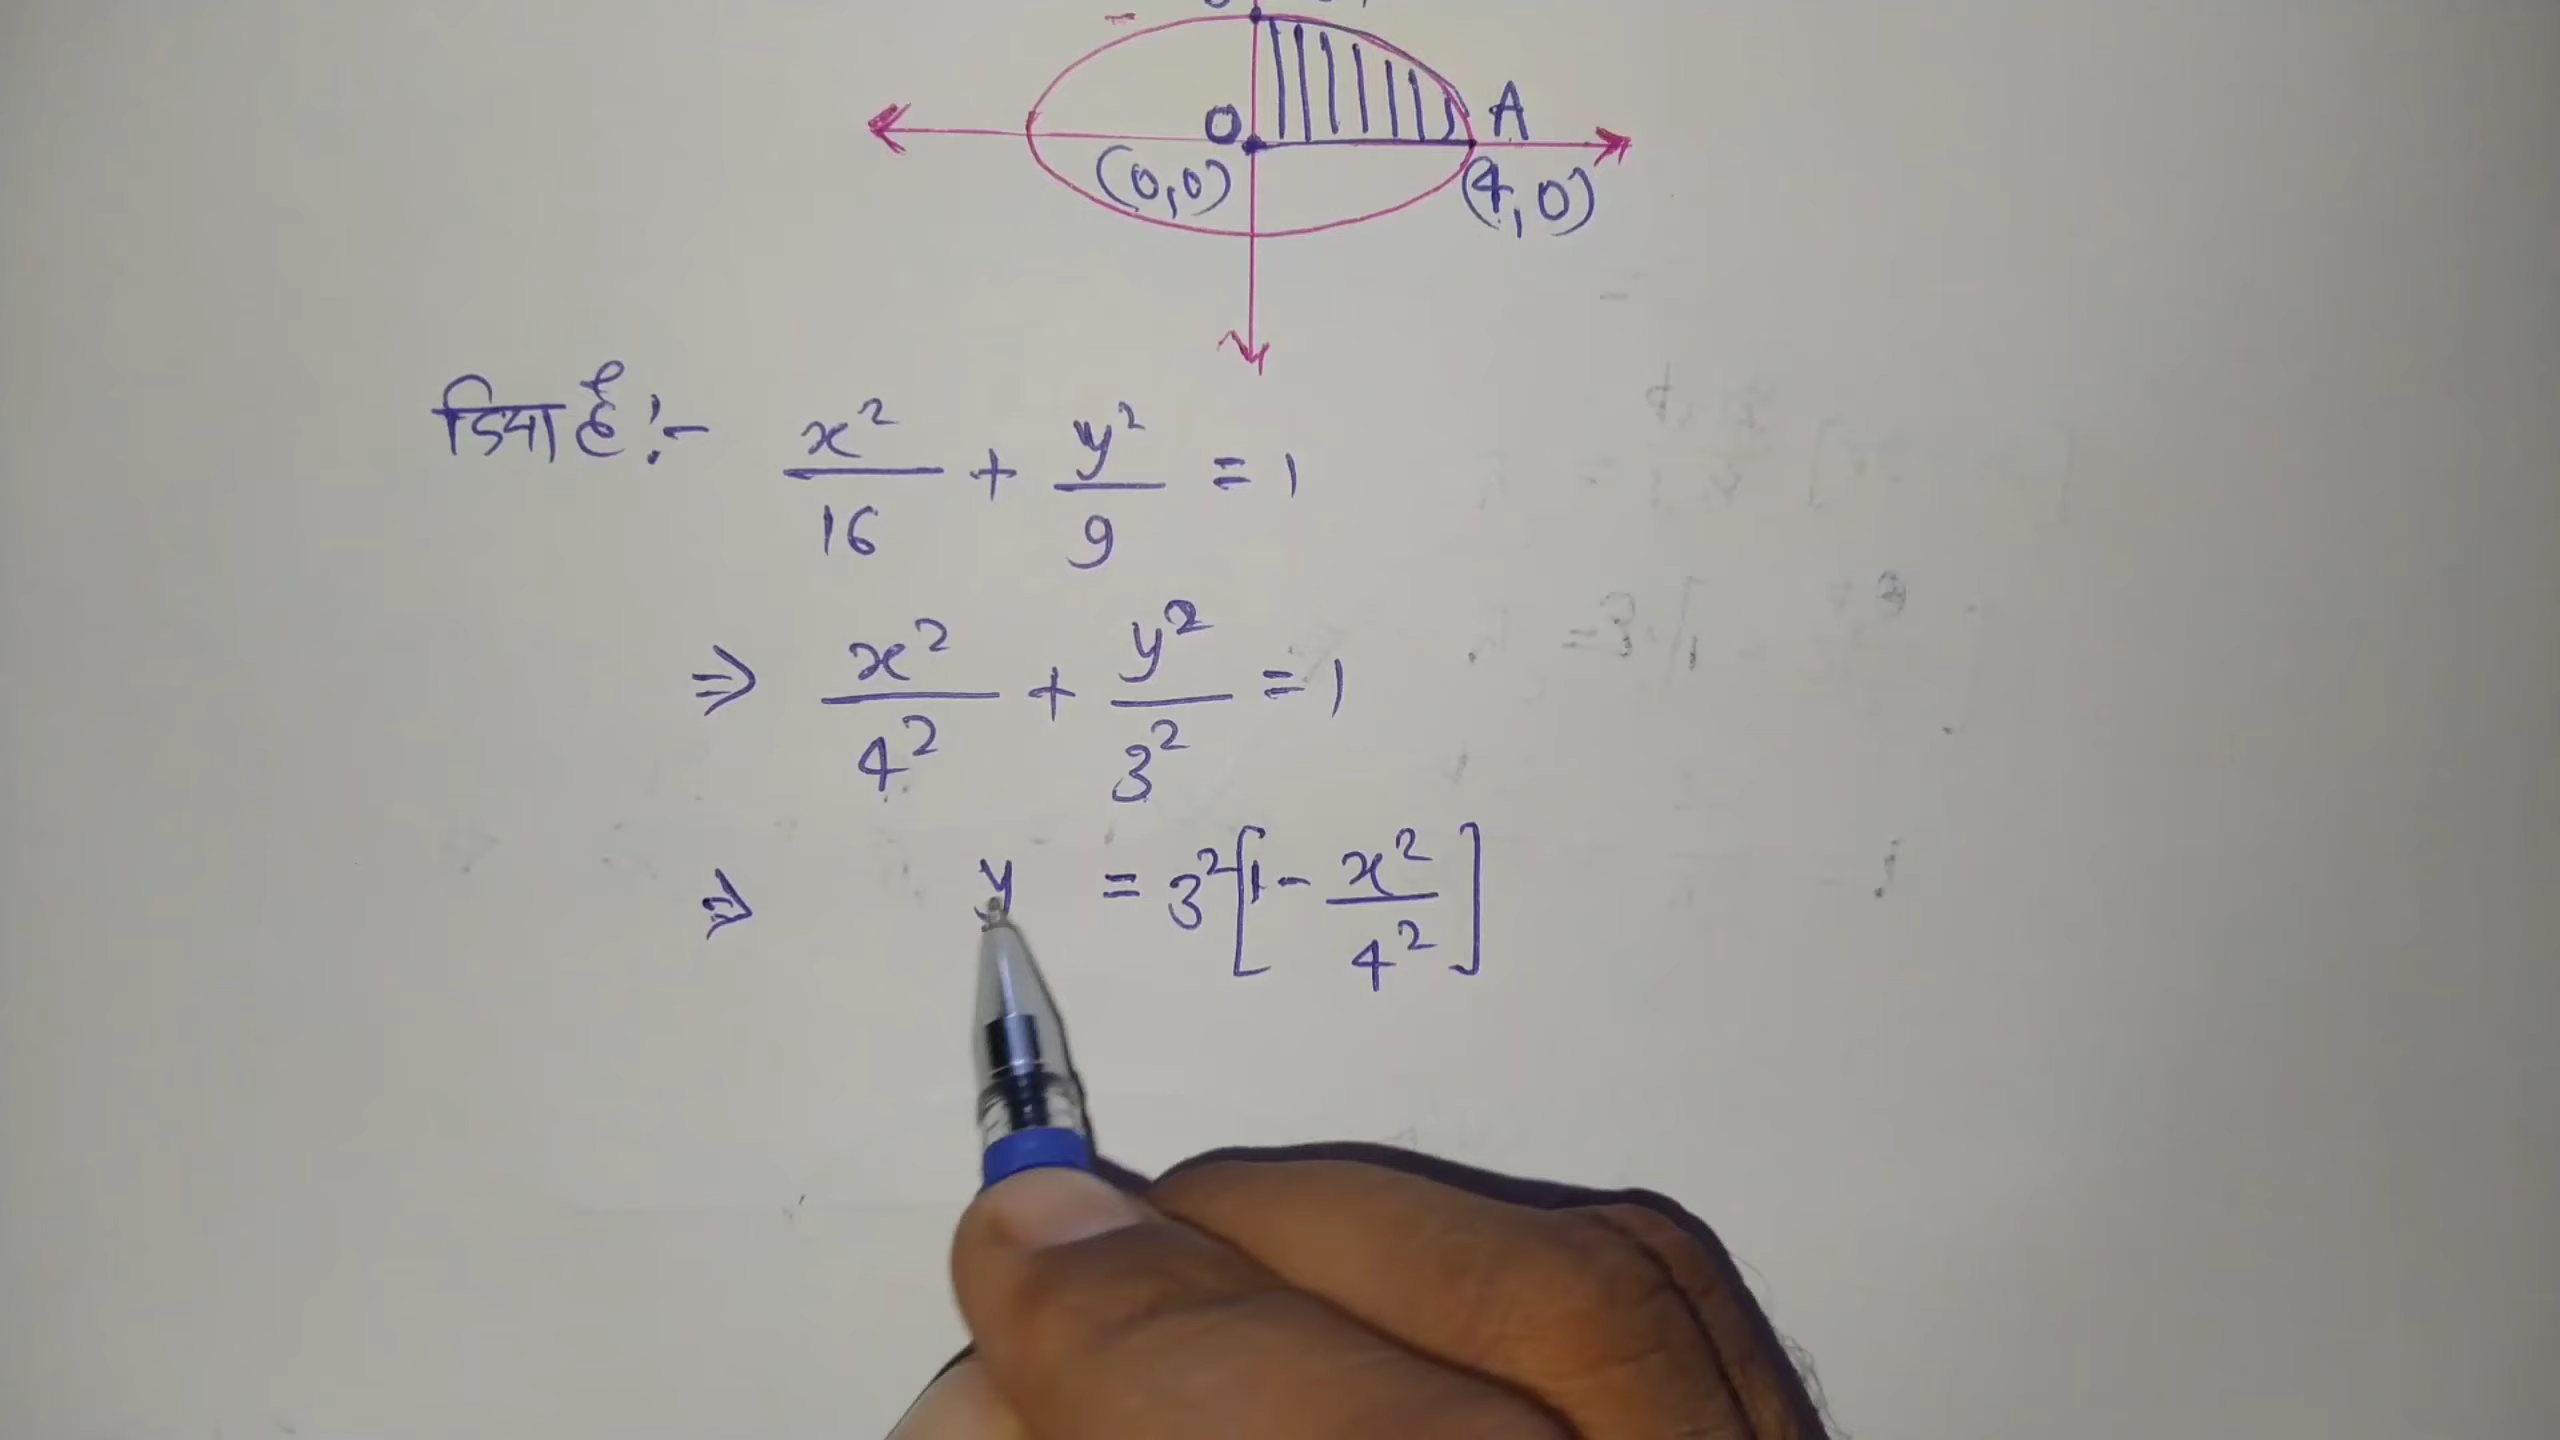 O A
(0,0) (4,0)
दिया है :- x²/16 + y²/9 = 1
⇒ x²/4² + y²/3² = 1
⇒ y = 3²[1 - x²/4²]